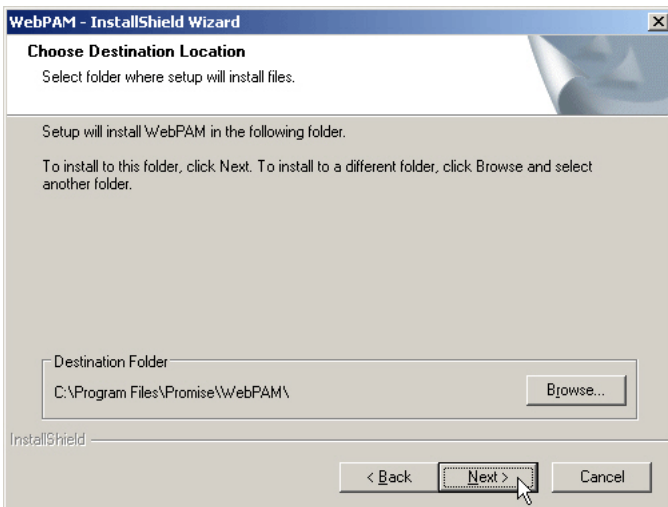 WebPAM - InstallShield Wizard
Choose Destination Location
Select folder where setup will install files.
Setup will install WebPAM in the following folder.
To install to this folder, click Next. To install to a different folder, click Browse and select
another folder.
Destination Folder
C:\Program Files\Promise\WebPAM\
Browse...
InstallShield
< Back
Next >
Cancel